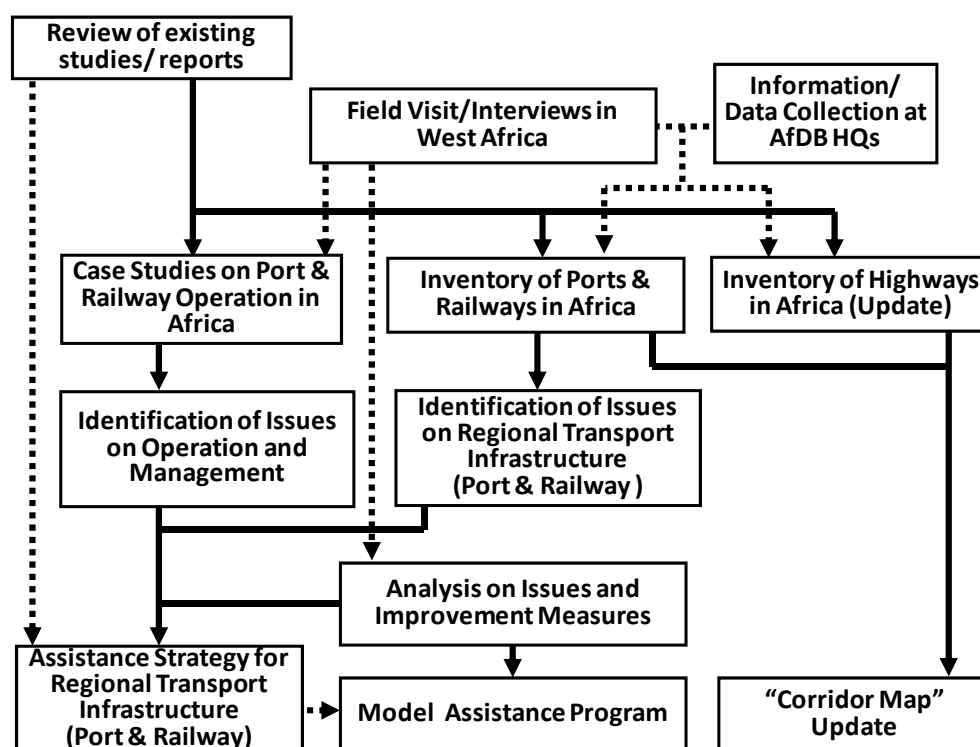 Review of existing
studies/ reports
Field Visit/Interviews in
West Africa
Information/
Data Collection at
AfDB HQs
Case Studies on Port &
Railway Operation in
Africa
Inventory of Ports &
Railways in Africa
Inventory of Highways
in Africa (Update)
Identification of Issues
on Operation and
Management
Identification of Issues
on Regional Transport
Infrastructure
(Port & Railway )
Analysis on Issues and
Improvement Measures
Assistance Strategy for
Regional Transport
Infrastructure
(Port & Railway)
Model Assistance Program
“Corridor Map”
Update